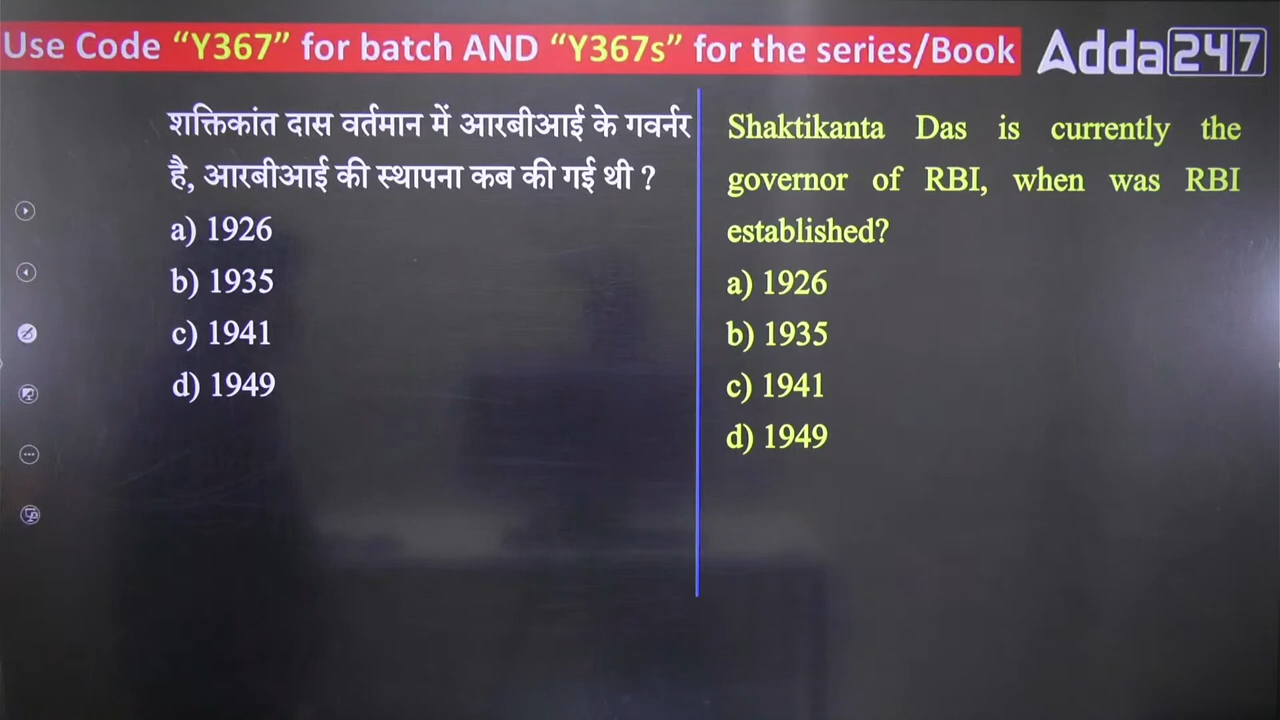 Use Code “Y367” for batch AND “Y367s” for the series/Book
Adda247
शक्तिकांत दास वर्तमान में आरबीआई के गवर्नर
है, आरबीआई की स्थापना कब की गई थी ?
a) 1926
b) 1935
c) 1941
d) 1949
Shaktikanta Das is currently the
governor of RBI, when was RBI
established?
a) 1926
b) 1935
c) 1941
d) 1949